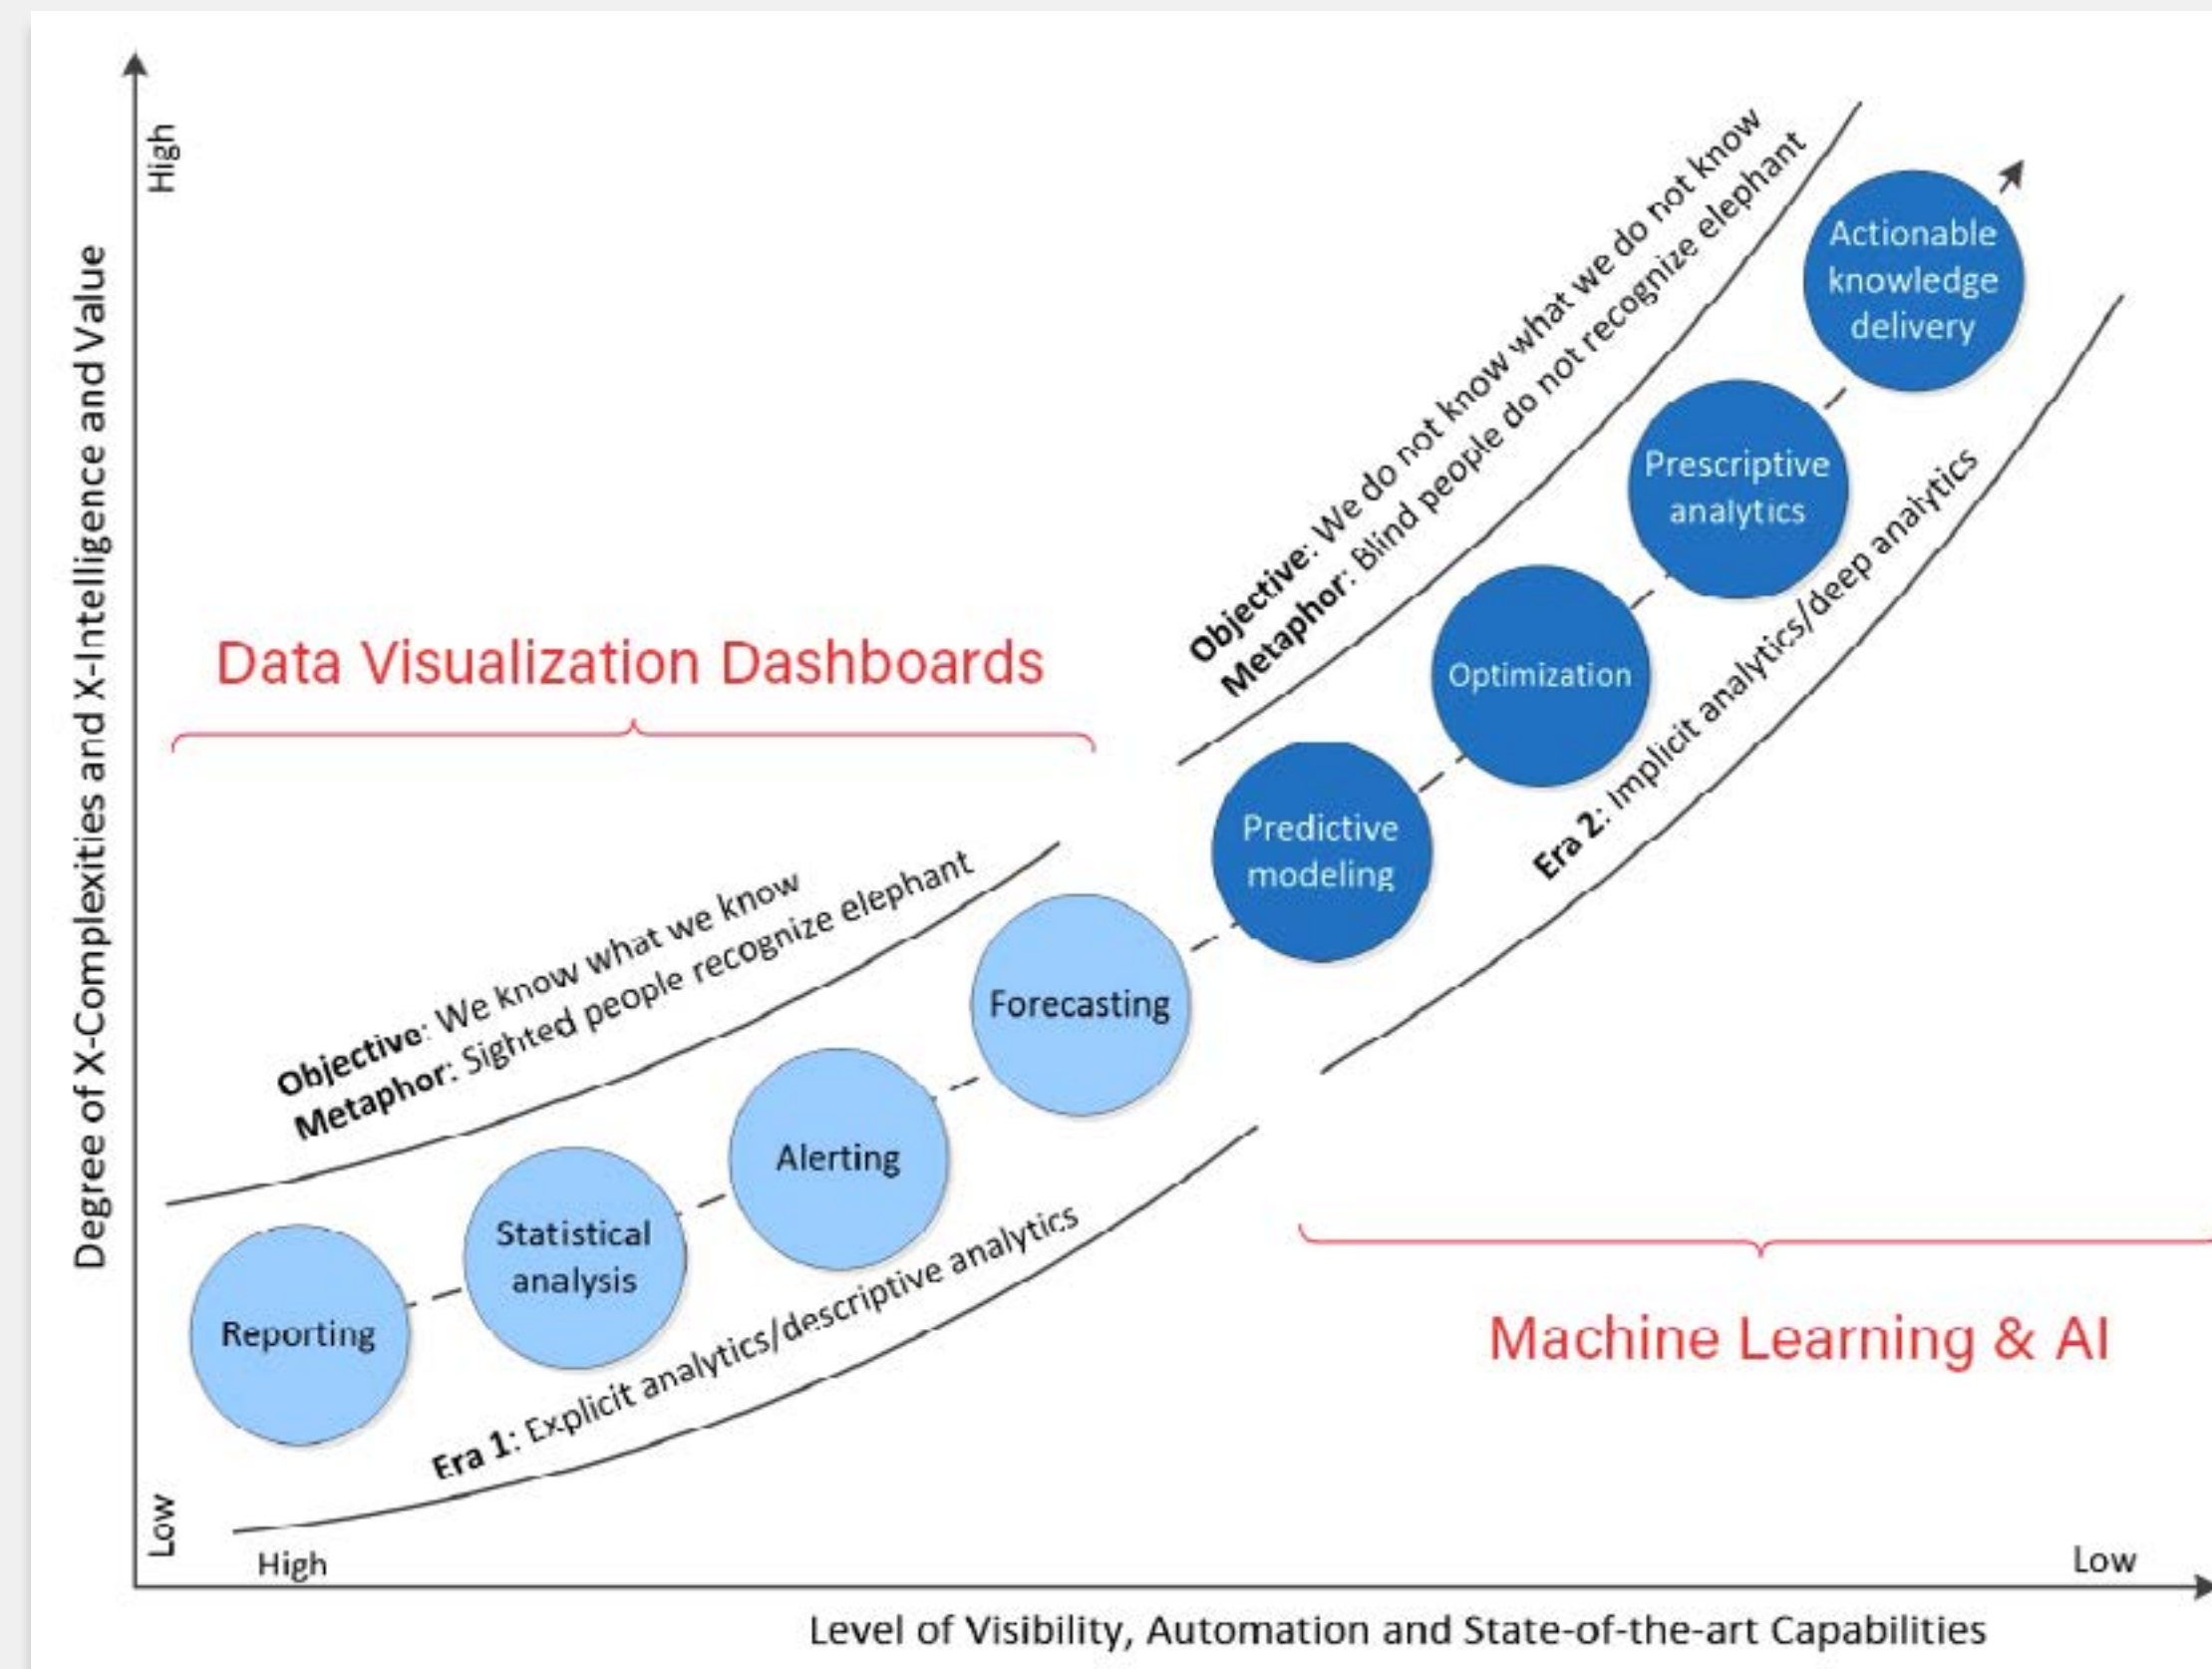 High
Degree of X-Complexities and X-Intelligence and Value
Low
Objective: We do not know what we do not know
Metaphor: Blind people do not recognize elephant
Actionable
knowledge
delivery
Prescriptive
analytics
Optimization
Predictive
modeling
Era 2: Implicit analytics/deep analytics
Data Visualization Dashboards
Objective: We know what we know
Metaphor: Sighted people recognize elephant
Forecasting
Alerting
Statistical
analysis
Reporting
Era 1: Explicit analytics/descriptive analytics
Machine Learning & AI
High
Low
Level of Visibility, Automation and State-of-the-art Capabilities